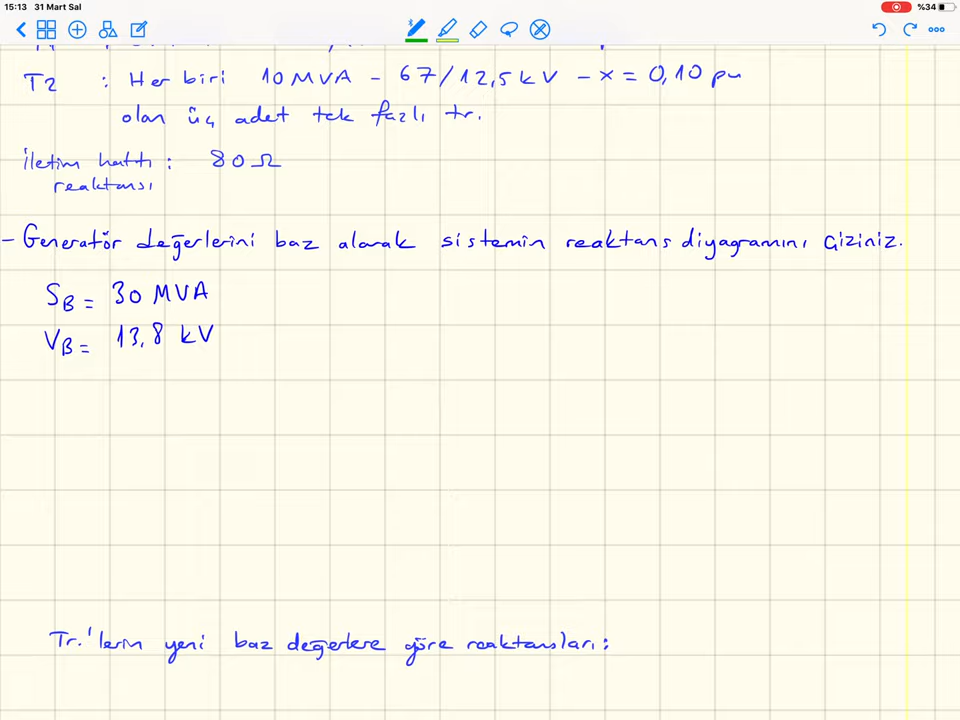 15:13 31 Mart Sal
%34
T2 : Her biri 10 MVA - 67/12,5 kV - x = 0,10 pu
olan üç adet tek fazlı tr.
İletim hattı : 80 Ω
reaktansı
- Generatör değerlerini baz alarak sistemin reaktans diyagramını çiziniz.
SB = 30 MVA
VB = 13,8 kV
Tr.'lerin yeni baz değerlere göre reaktansları :